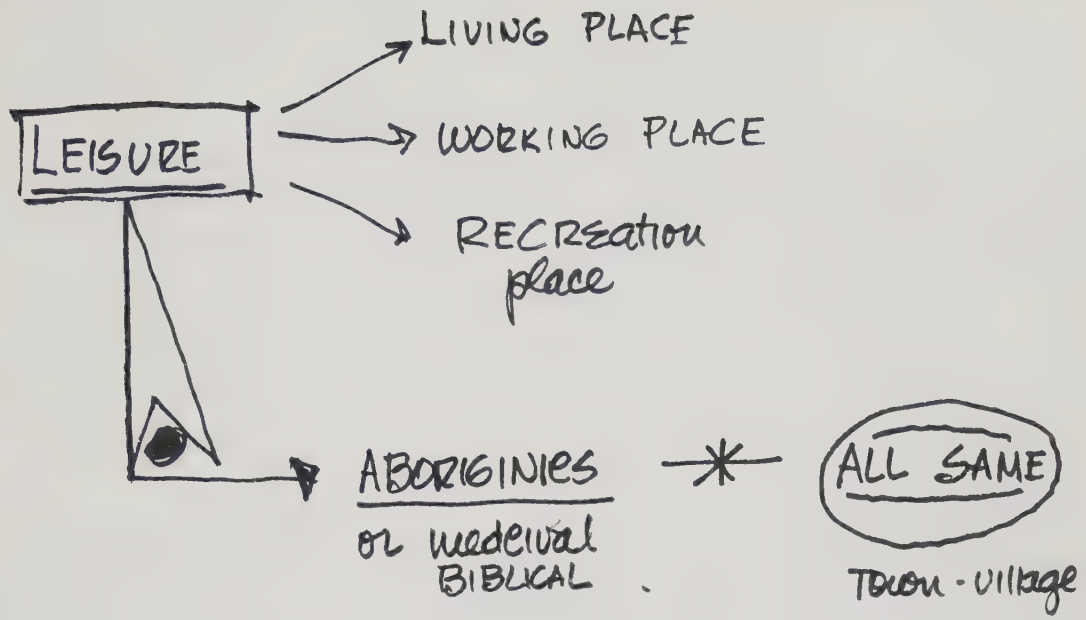 LIVING PLACE
LEISURE
WORKING PLACE
RECREation
place
ABORIGINIES
ALL SAME
or medeival
BIBLICAL .
Town - village